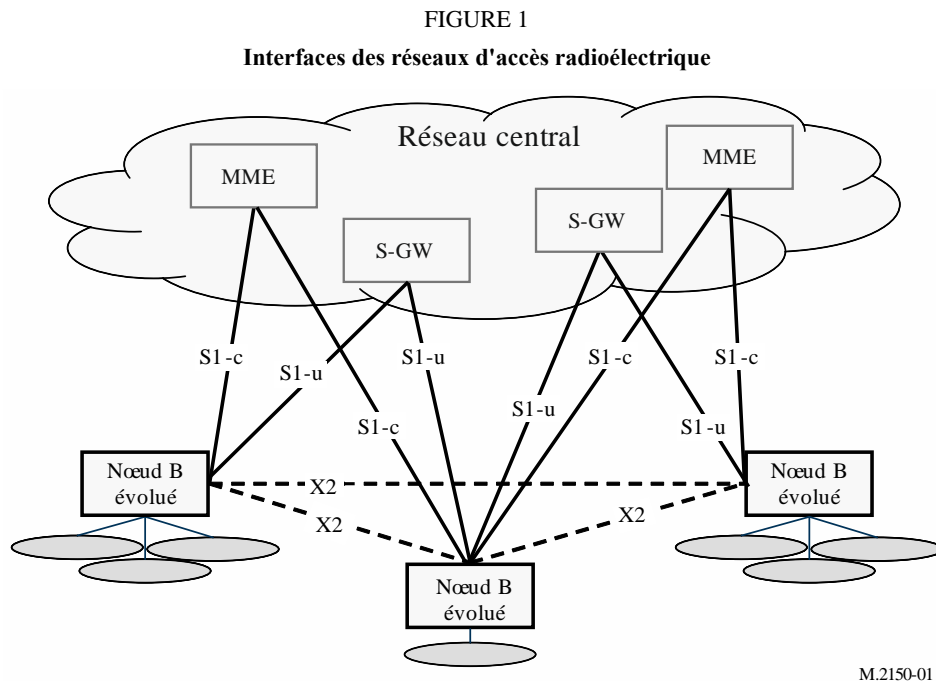 FIGURE 1
Interfaces des réseaux d'accès radioélectrique
Réseau central
MME
MME
S-GW
S-GW
S1-c
S1-u
S1-u
S1-c
S1-c
S1-u
S1-c
S1-u
Nœud B
évolué
X2
Nœud B
évolué
X2
X2
Nœud B
évolué
M.2150-01